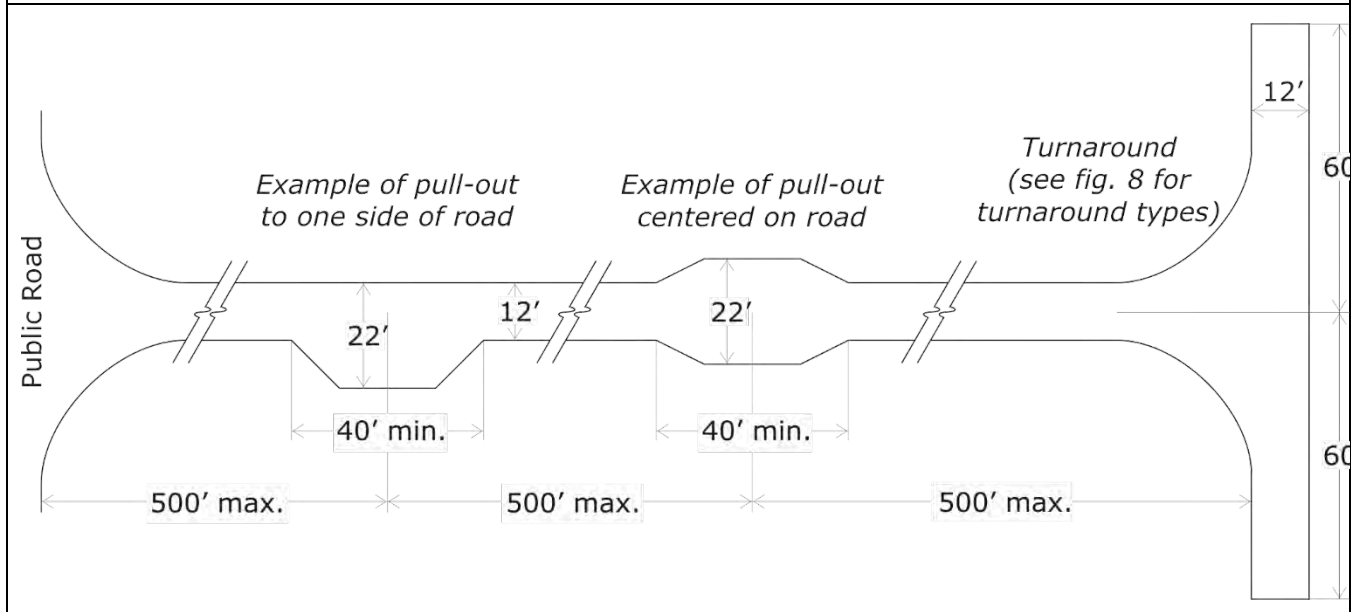 Public Road
Example of pull-out
to one side of road
Example of pull-out
centered on road
Turnaround
(see fig. 8 for
turnaround types)
12’
60
22’
12’
22’
40’ min.
40’ min.
60
500’ max.
500’ max.
500’ max.